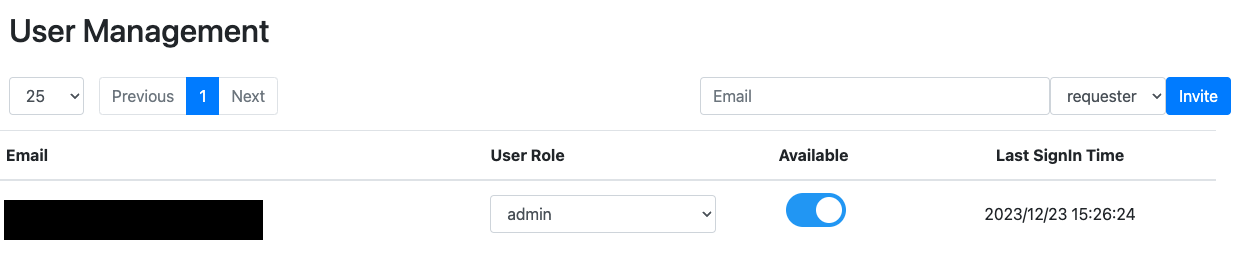 User Management
25 Previous 1 Next Email requester Invite
Email User Role Available Last SignIn Time
admin 2023/12/23 15:26:24